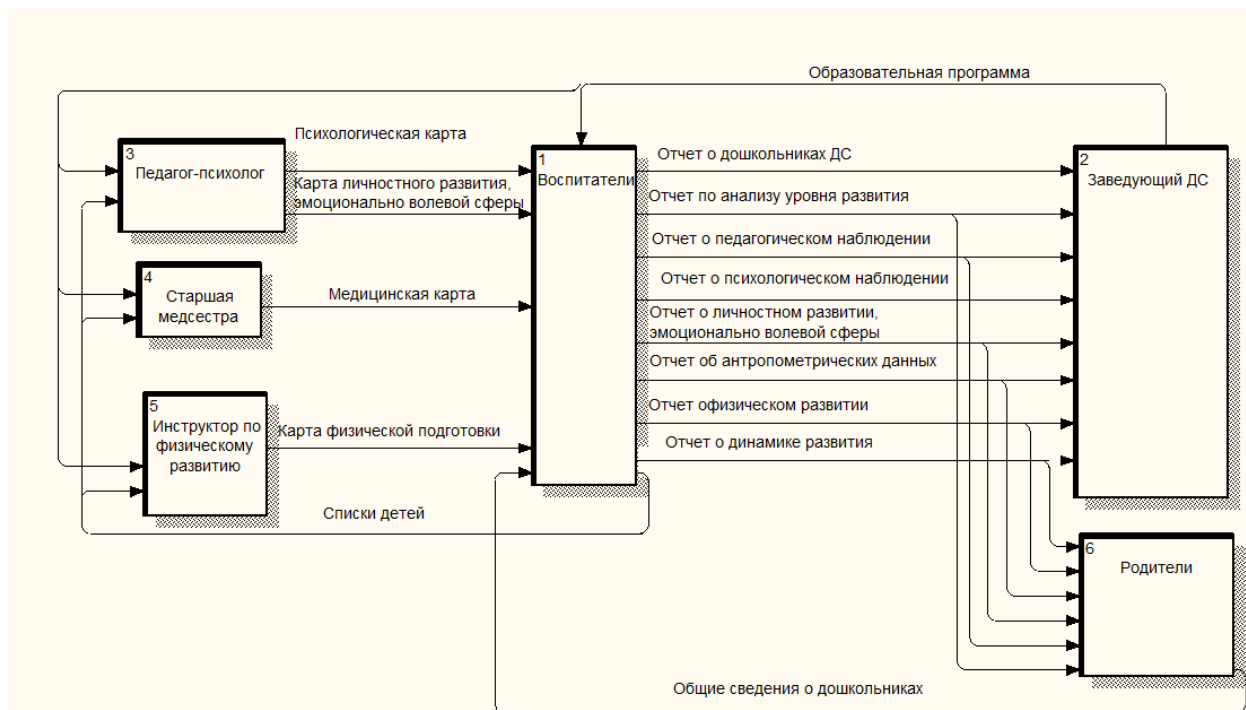 Образовательная программа
3
Педагог-психолог
Психологическая карта
Карта личностного развития,
эмоционально волевой сферы
1
Воспитатели
Отчет о дошкольниках ДС
Отчет по анализу уровня развития
Отчет о педагогическом наблюдении
Отчет о психологическом наблюдении
Отчет о личностном развитии,
эмоционально волевой сферы
Отчет об антропометрических данных
Отчет офизическом развитии
Отчет о динамике развития
2
Заведующий ДС
4
Старшая
медсестра
Медицинская карта
5
Инструктор по
физическому
развитию
Карта физической подготовки
Списки детей
6
Родители
Общие сведения о дошкольниках